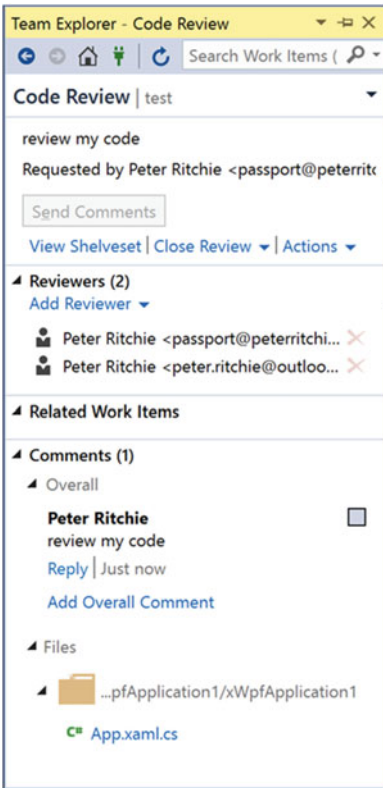 Team Explorer - Code Review
Search Work Items (
Code Review | test
review my code
Requested by Peter Ritchie <passport@peterritc
Send Comments
View Shelveset | Close Review | Actions
Reviewers (2)
Add Reviewer
Peter Ritchie <passport@peterritchi...
Peter Ritchie <peter.ritchie@outloo...
Related Work Items
Comments (1)
Overall
Peter Ritchie
review my code
Reply | Just now
Add Overall Comment
Files
...pfApplication1/xWpfApplication1
C# App.xaml.cs